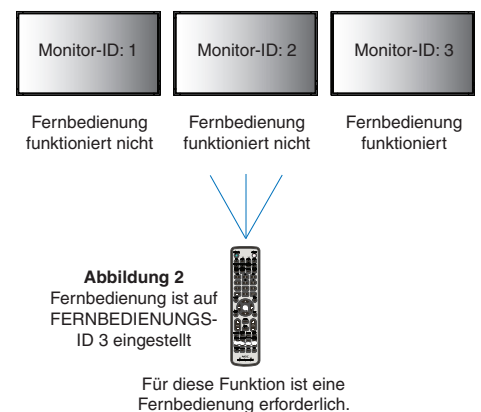 Monitor-ID: 1
Monitor-ID: 2
Monitor-ID: 3
Fernbedienung
funktioniert nicht
Fernbedienung
funktioniert nicht
Fernbedienung
funktioniert
Abbildung 2
Fernbedienung ist auf
FERNBEDIENUNGS-
ID 3 eingestellt
Für diese Funktion ist eine
Fernbedienung erforderlich.